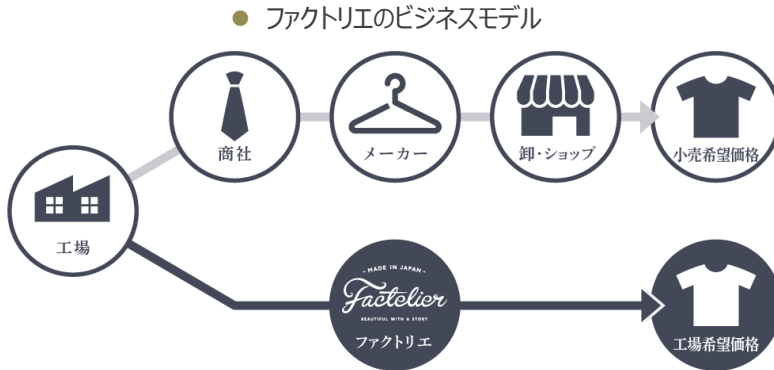 ファクトリエのビジネスモデル
商社
メーカー
卸・ショップ
小売希望価格
工場
- MADE IN JAPAN -
Factelier
BEAUTIFUL WITH A STORY
ファクトリエ
工場希望価格